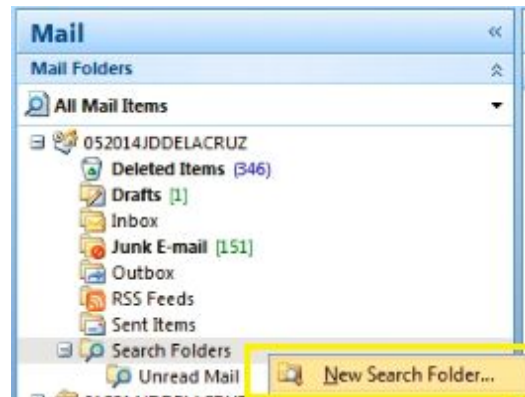 Mail «
Mail Folders
All Mail Items
052014JDDELACRUZ
Deleted Items (346)
Drafts [1]
Inbox
Junk E-mail [151]
Outbox
RSS Feeds
Sent Items
Search Folders
Unread Mail
New Search Folder...